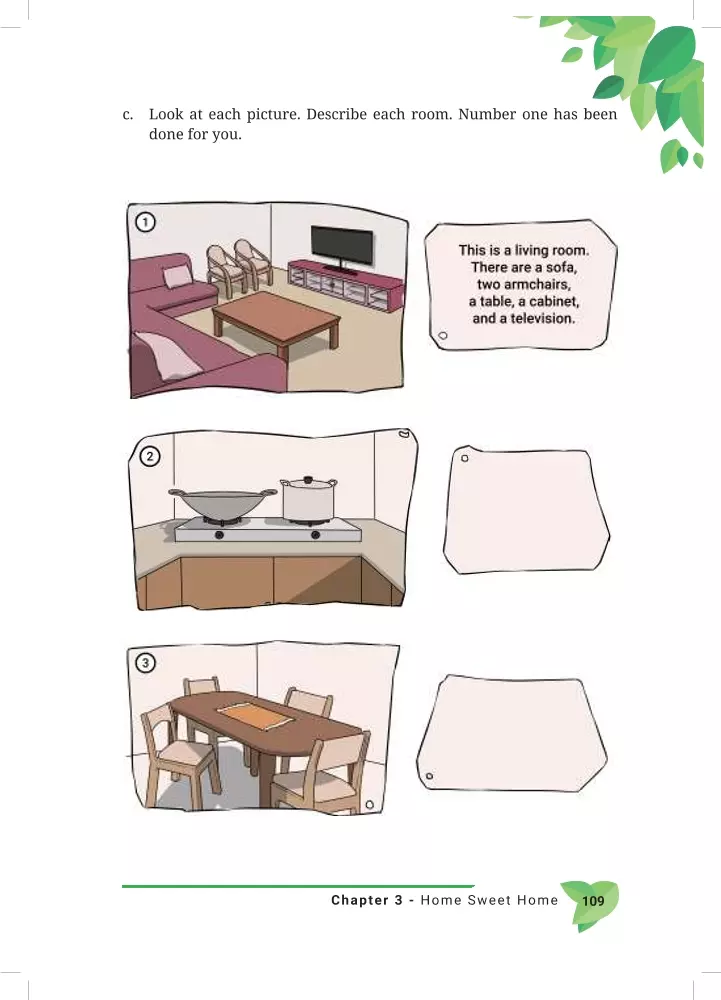 c. Look at each picture. Describe each room. Number one has been
done for you.
1
This is a living room.
There are a sofa,
two armchairs,
a table, a cabinet,
and a television.
2
3
Chapter 3 - Home Sweet Home 109